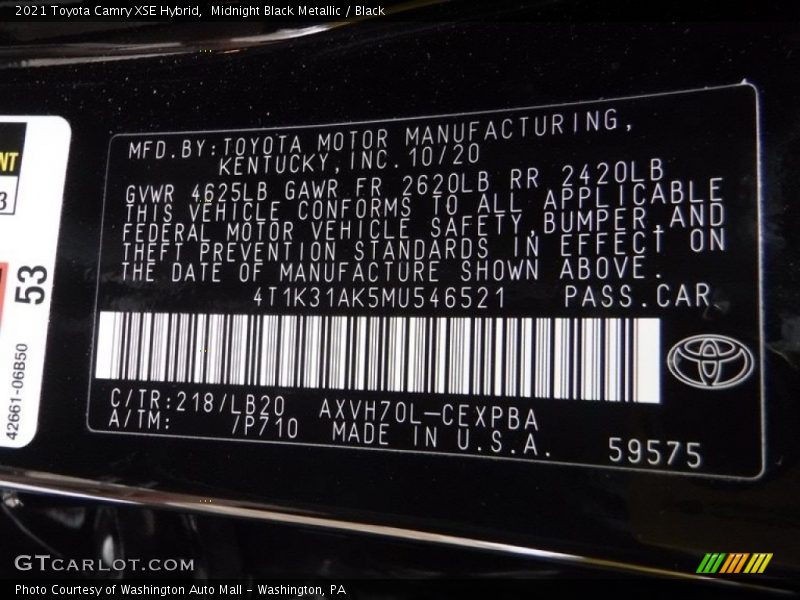 2021 Toyota Camry XSE Hybrid,  Midnight Black Metallic / Black
MFD.BY:TOYOTA MOTOR MANUFACTURING,
KENTUCKY,INC.10/20
GVWR 4625LB GAWR FR 2620LB RR 2420LB
THIS VEHICLE CONFORMS TO ALL APPLICABLE
FEDERAL MOTOR VEHICLE SAFETY,BUMPER,AND
THEFT PREVENTION STANDARDS IN EFFECT ON
THE DATE OF MANUFACTURE SHOWN ABOVE.
4T1K31AK5MU546521 PASS.CAR
C/TR:218/LB20 AXVH70L-CEXPBA
A/TM: /P710 MADE IN U.S.A.
59575
NT
3
53
42661-06B50
GTCARLOT.COM
Photo Courtesy of Washington Auto Mall - Washington, PA